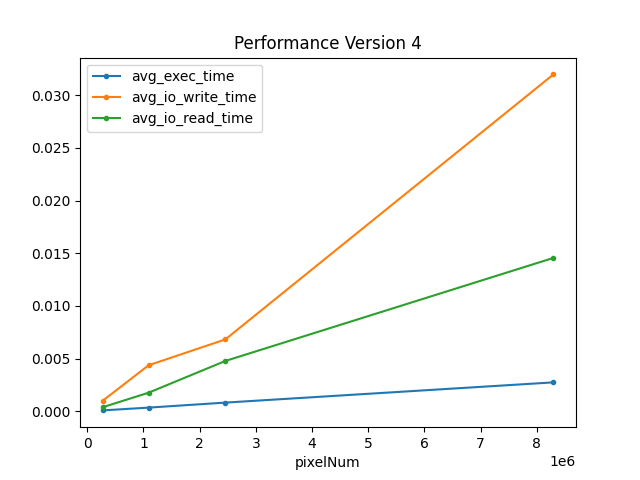 Performance Version 4
avg_exec_time
avg_io_write_time
avg_io_read_time
0.030
0.025
0.020
0.015
0.010
0.005
0.000
0 1 2 3 4 5 6 7 8
1e6
pixelNum